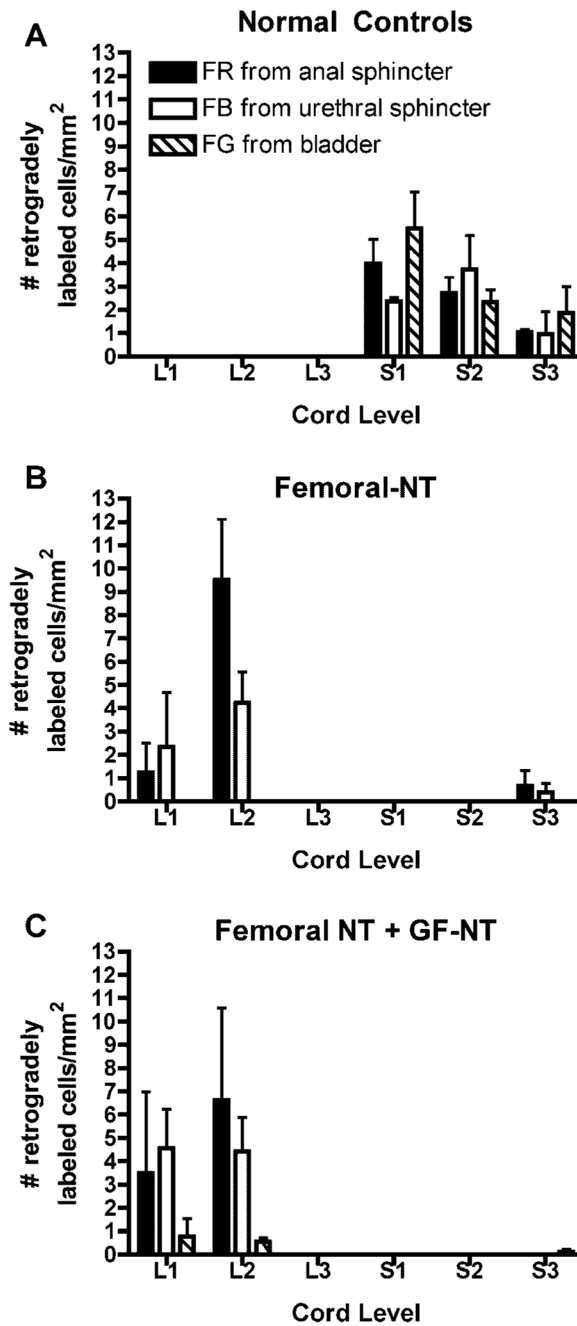 A
Normal Controls
13
12
11
10
9
8
7
6
5
4
3
2
1
0
# retrogradely
labeled cells/mm²
FR from anal sphincter
FB from urethral sphincter
FG from bladder
L1 L2 L3 S1 S2 S3
Cord Level
B
Femoral-NT
13
12
11
10
9
8
7
6
5
4
3
2
1
0
# retrogradely
labeled cells/mm²
L1 L2 L3 S1 S2 S3
Cord Level
C
Femoral NT + GF-NT
13
12
11
10
9
8
7
6
5
4
3
2
1
0
# retrogradely
labeled cells/mm²
L1 L2 L3 S1 S2 S3
Cord Level